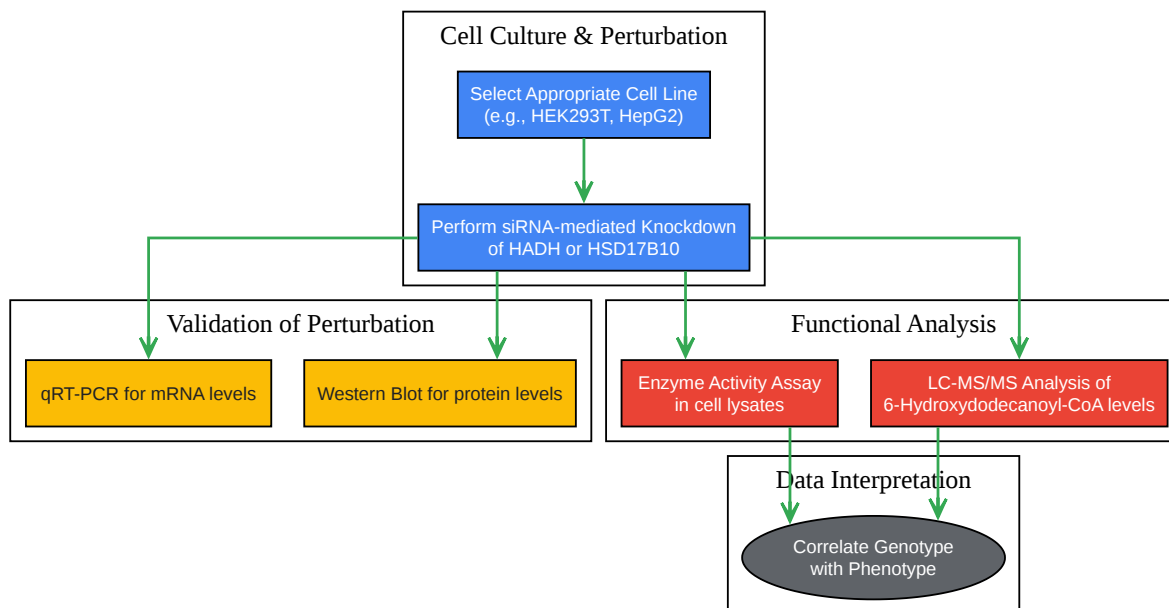 Cell Culture & Perturbation
Select Appropriate Cell Line
(e.g., HEK293T, HepG2)
Perform siRNA-mediated Knockdown
of HADH or HSD17B10
Validation of Perturbation
qRT-PCR for mRNA levels
Western Blot for protein levels
Functional Analysis
Enzyme Activity Assay
in cell lysates
LC-MS/MS Analysis of
6-Hydroxydodecanoyl-CoA levels
Data Interpretation
Correlate Genotype
with Phenotype